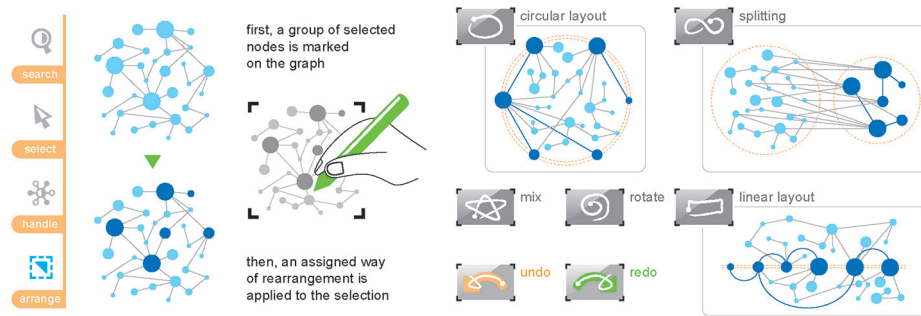 search
select
handle
arrange
first, a group of selected
nodes is marked
on the graph
then, an assigned way
of rearrangement is
applied to the selection
circular layout
splitting
mix
rotate
linear layout
undo
redo